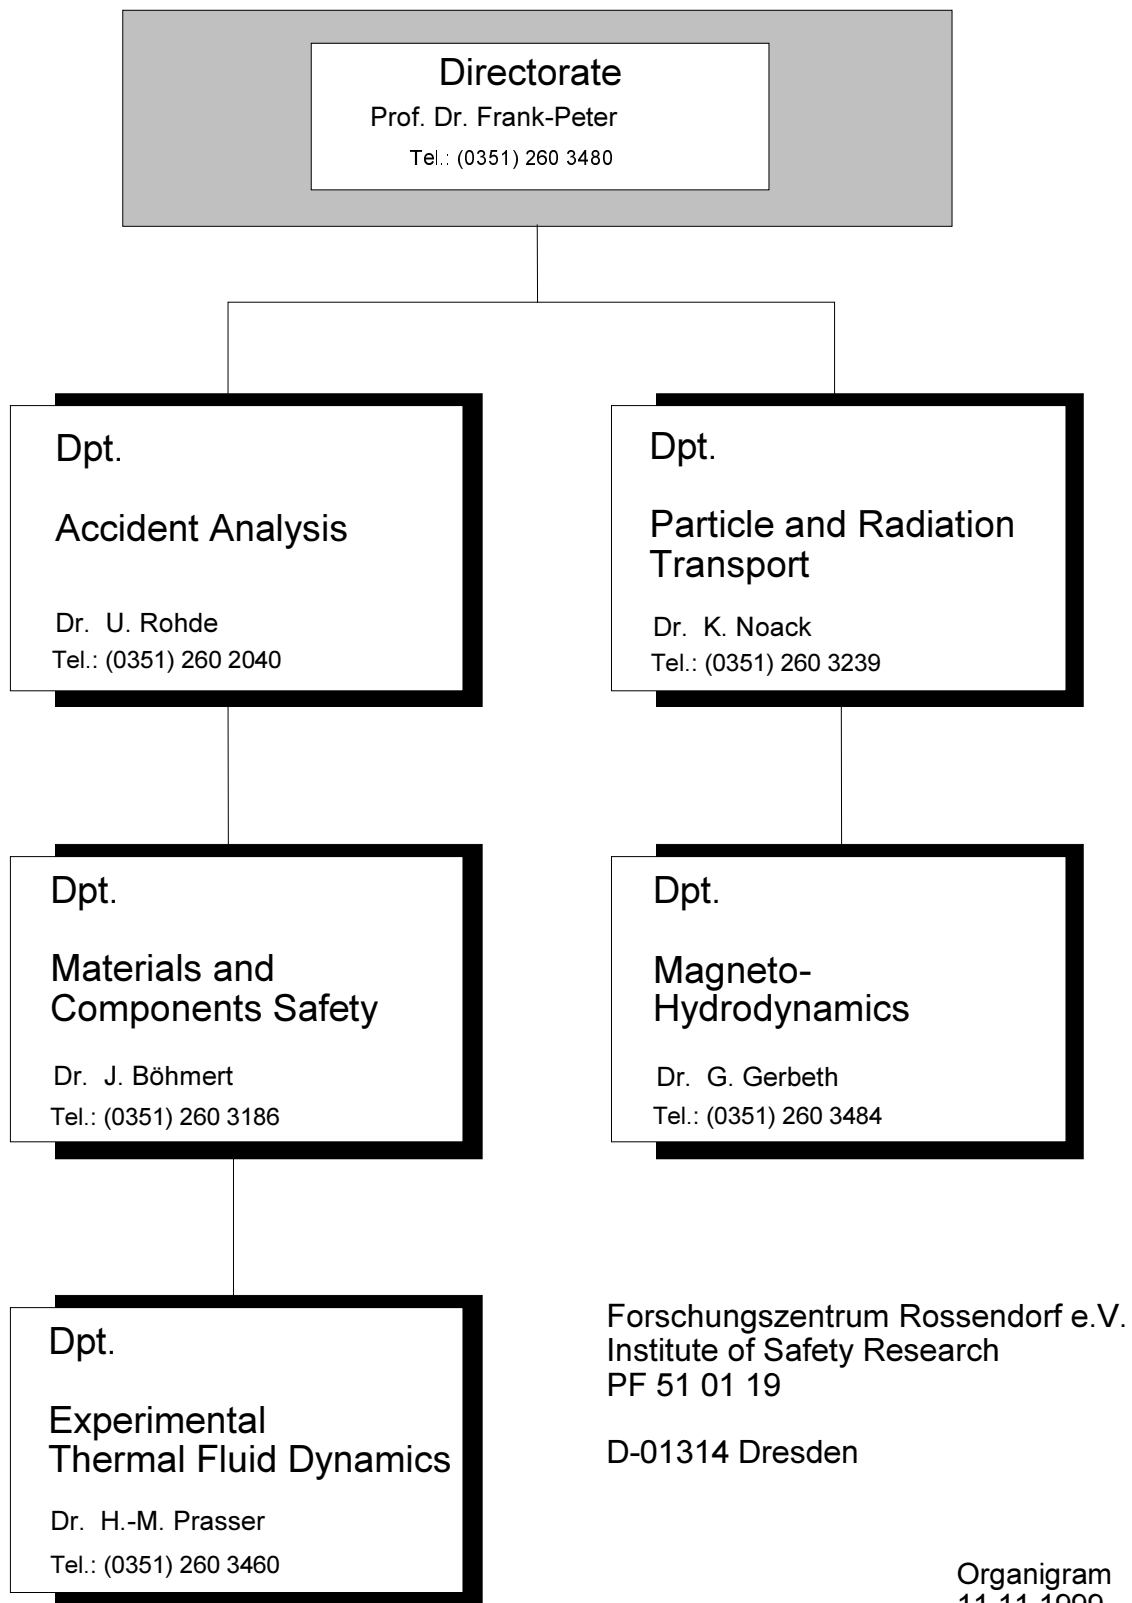 Directorate
Prof. Dr. Frank-Peter
Tel.: (0351) 260 3480
Dpt.
Accident Analysis
Dr. U. Rohde
Tel.: (0351) 260 2040
Dpt.
Particle and Radiation
Transport
Dr. K. Noack
Tel.: (0351) 260 3239
Dpt.
Materials and
Components Safety
Dr. J. Böhmert
Tel.: (0351) 260 3186
Dpt.
Magneto-
Hydrodynamics
Dr. G. Gerbeth
Tel.: (0351) 260 3484
Dpt.
Experimental
Thermal Fluid Dynamics
Dr. H.-M. Prasser
Tel.: (0351) 260 3460
Forschungszentrum Rossendorf e.V.
Institute of Safety Research
PF 51 01 19
D-01314 Dresden
Organigram
11.11.1999